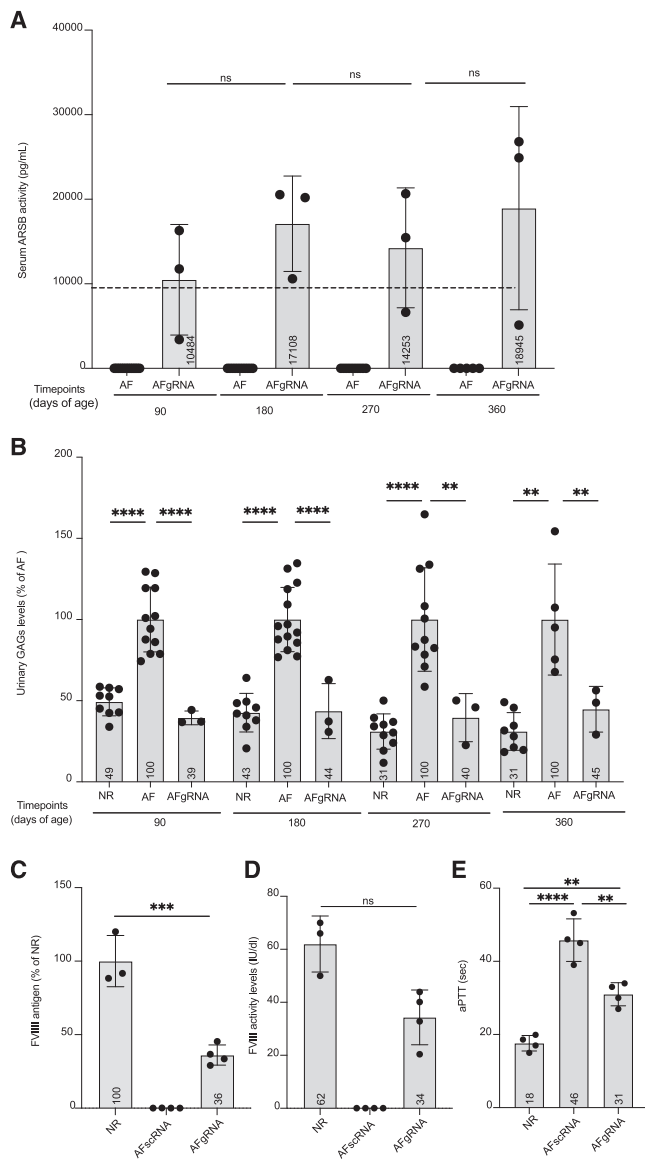 A
40000
30000
20000
10000
0
Serum ARSB activity (pg/mL)
ns
ns
ns
10484
17108
14253
18945
AF AFgRNA AF AFgRNA AF AFgRNA AF AFgRNA
Timepoints
(days of age)
90 180 270 360
B
200
150
100
50
0
Urinary GAGs levels (% of AF )
**** **** **** **** **** ** ** **
49 100 39 43 100 44 31 100 40 31 100 45
NR AF AFgRNA NR AF AFgRNA NR AF AFgRNA NR AF AFgRNA
Timepoints
(days of age)
90 180 270 360
C
150
100
50
0
FVIIII antigen (% of NR)
***
100 36
NR AFscRNA AFgRNA
D
80
60
40
20
0
FVIII activity levels (IU/dl)
ns
62 34
NR AFscRNA AFgRNA
E
60
40
20
0
aPTT (sec)
**
**** **
18 46 31
NR AFscRNA AFgRNA